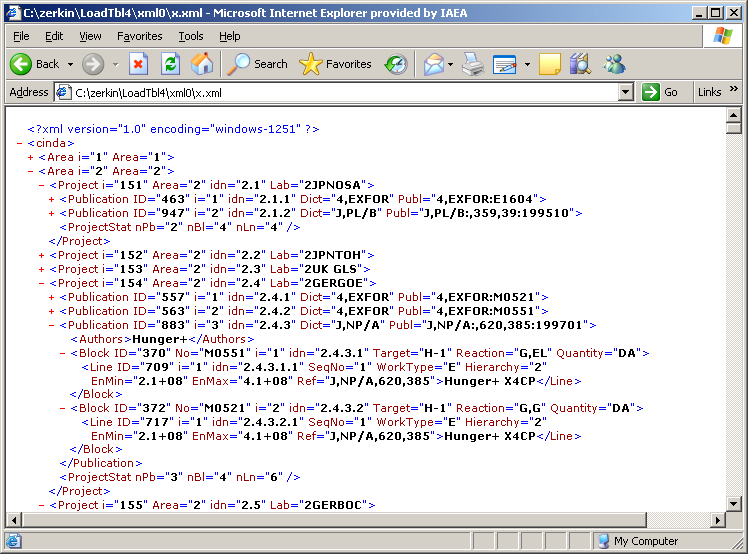 C:\zerkin\LoadTbl4\xml0\x.xml - Microsoft Internet Explorer provided by IAEA
File Edit View Favorites Tools Help
Back Search Favorites
Address C:\zerkin\LoadTbl4\xml0\x.xml Go Links »
<?xml version="1.0" encoding="windows-1251" ?>
- <cinda>
+ <Area i="1" Area="1">
- <Area i="2" Area="2">
- <Project i="151" Area="2" idn="2.1" Lab="2JPNOSA">
+ <Publication ID="463" i="1" idn="2.1.1" Dict="4,EXFOR" Publ="4,EXFOR:E1604">
+ <Publication ID="947" i="2" idn="2.1.2" Dict="J,PL/B" Publ="J,PL/B:,359,39:199510">
<ProjectStat nPb="2" nBl="4" nLn="4" />
</Project>
+ <Project i="152" Area="2" idn="2.2" Lab="2JPNTOH">
+ <Project i="153" Area="2" idn="2.3" Lab="2UK GLS">
- <Project i="154" Area="2" idn="2.4" Lab="2GERGOE">
+ <Publication ID="557" i="1" idn="2.4.1" Dict="4,EXFOR" Publ="4,EXFOR:M0521">
+ <Publication ID="563" i="2" idn="2.4.2" Dict="4,EXFOR" Publ="4,EXFOR:M0551">
- <Publication ID="883" i="3" idn="2.4.3" Dict="J,NP/A" Publ="J,NP/A:,620,385:199701">
<Authors>Hunger+</Authors>
- <Block ID="370" No="M0551" i="1" idn="2.4.3.1" Target="H-1" Reaction="G,EL" Quantity="DA">
<Line ID="709" i="1" idn="2.4.3.1.1" SeqNo="1" WorkType="E" Hierarchy="2"
EnMin="2.1+08" EnMax="4.1+08" Ref="J,NP/A,620,385">Hunger+ X4CP</Line>
</Block>
- <Block ID="372" No="M0521" i="2" idn="2.4.3.2" Target="H-1" Reaction="G,G" Quantity="DA">
<Line ID="717" i="1" idn="2.4.3.2.1" SeqNo="1" WorkType="E" Hierarchy="2"
EnMin="2.1+08" EnMax="4.1+08" Ref="J,NP/A,620,385">Hunger+ X4CP</Line>
</Block>
</Publication>
<ProjectStat nPb="3" nBl="4" nLn="6" />
</Project>
- <Project i="155" Area="2" idn="2.5" Lab="2GERBOC">
My Computer